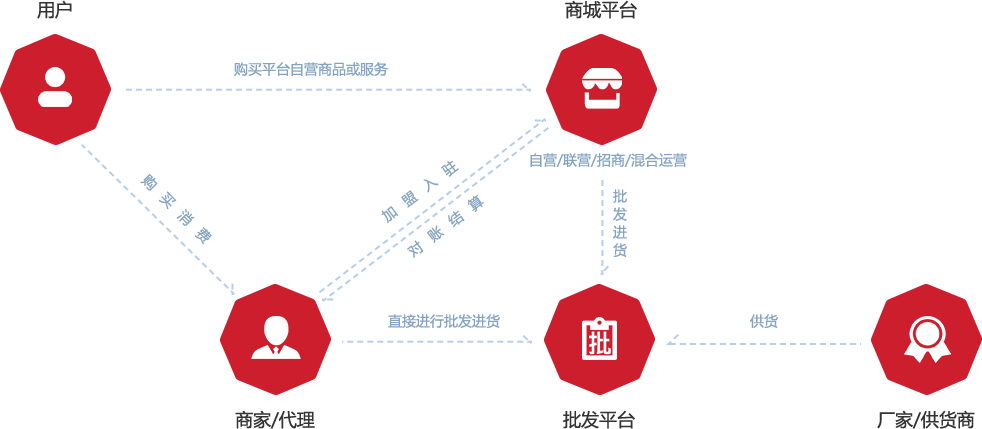 用户
商城平台
购买平台自营商品或服务
自营/联营/招商/混合运营
购买消费
加盟入驻
对账结算
批发进货
直接进行批发进货
供货
批
商家/代理
批发平台
厂家/供货商